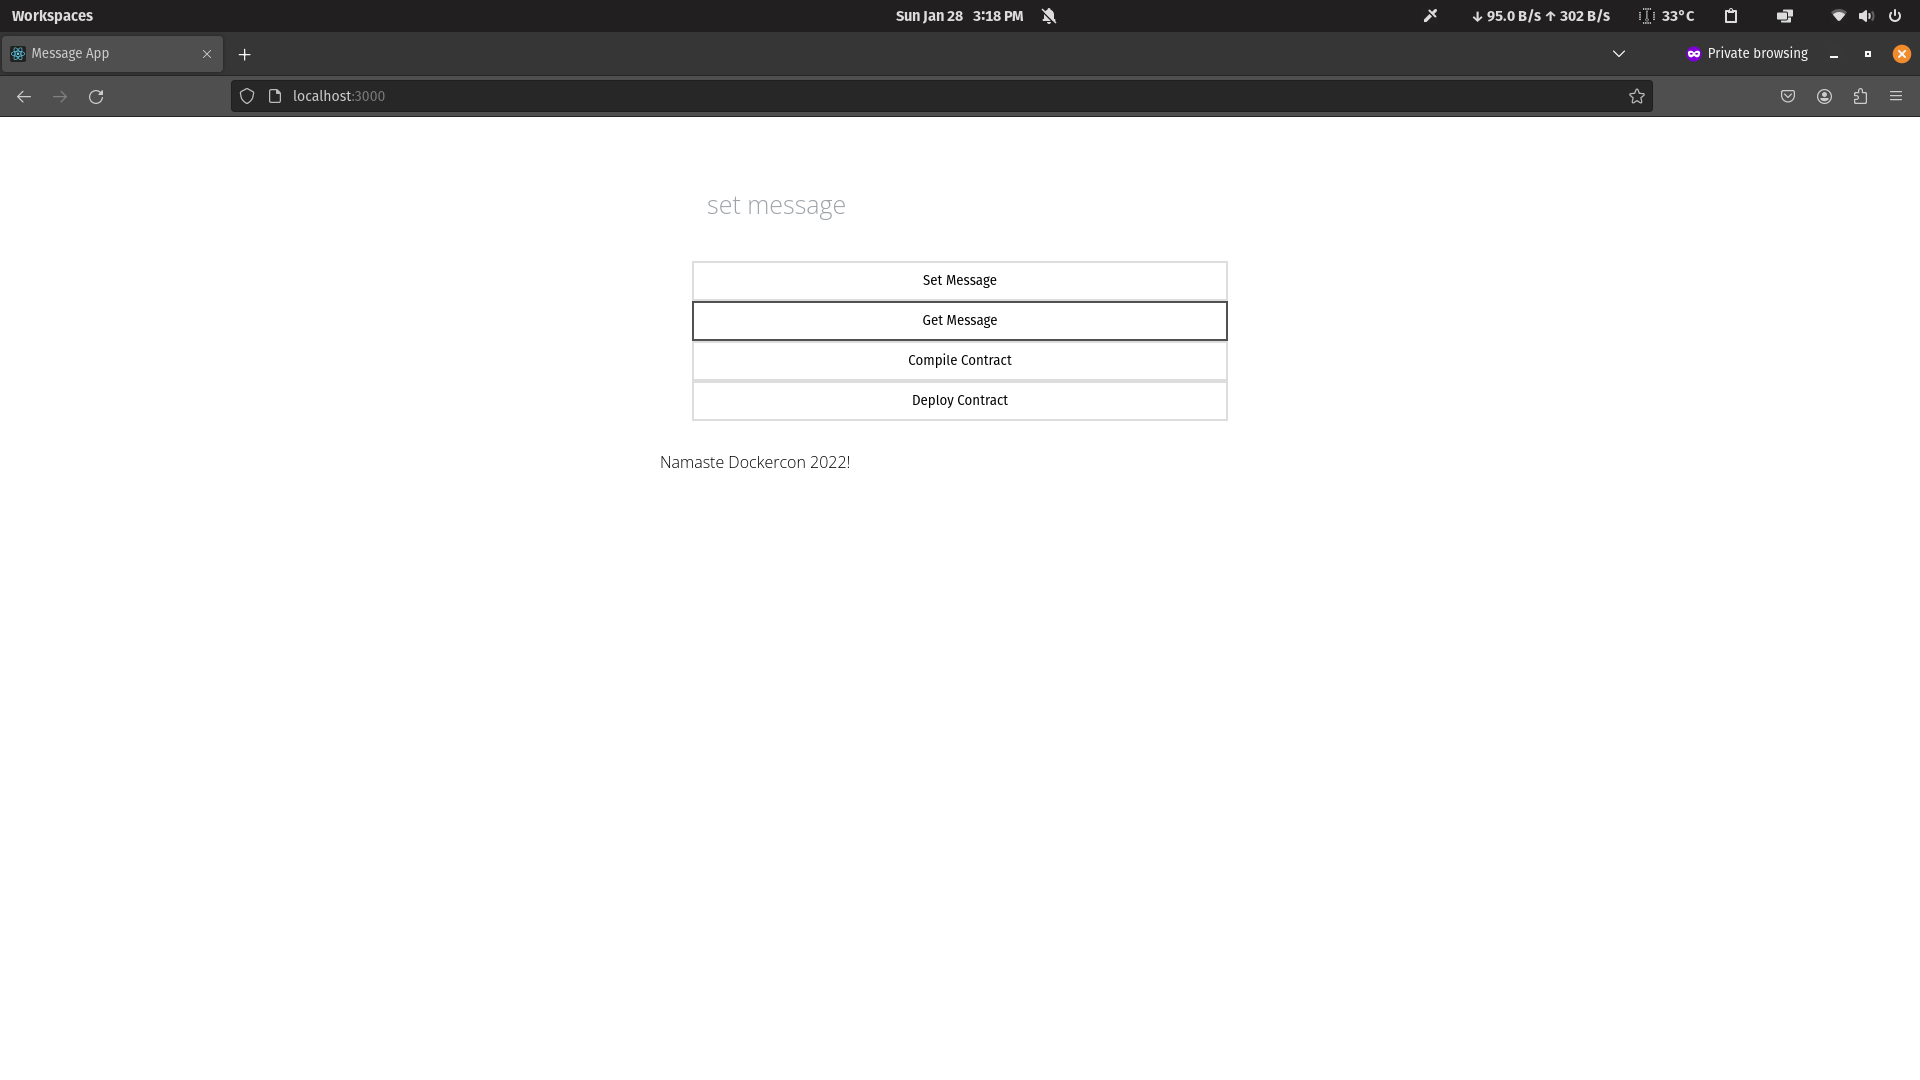 Workspaces
Sun Jan 28 3:18 PM
↓ 95.0 B/s ↑ 302 B/s
33°C
Message App
Private browsing
localhost:3000
set message
Set Message
Get Message
Compile Contract
Deploy Contract
Namaste Dockercon 2022!